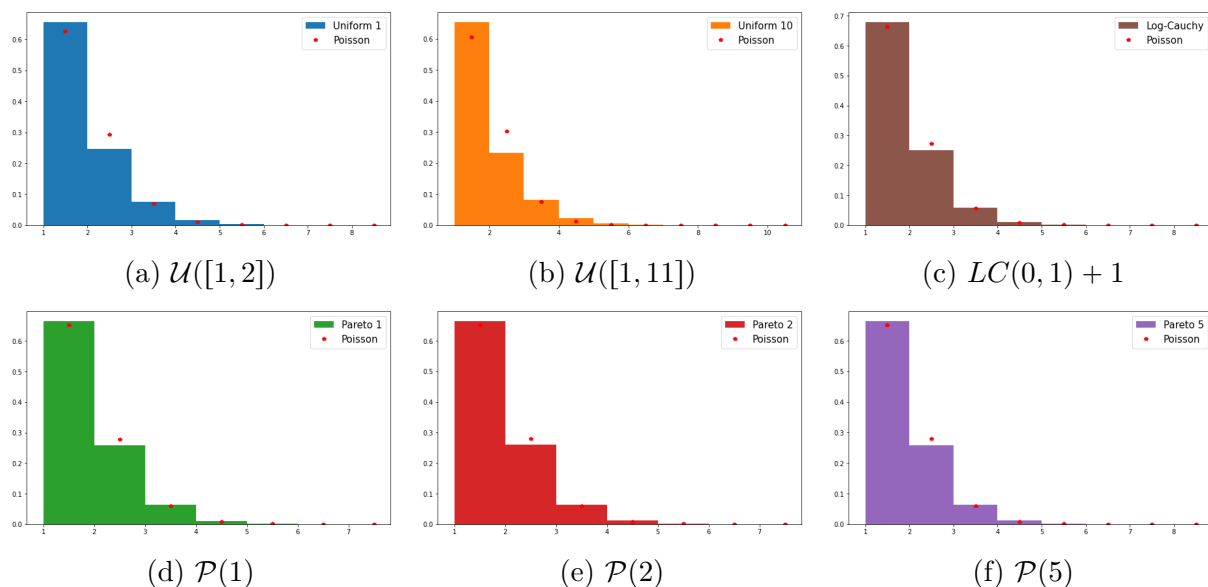 Uniform 1
Poisson
0.6
0.5
0.4
0.3
0.2
0.1
0.0
1 2 3 4 5 6 7 8
(a) 𝒰([1, 2])
Uniform 10
Poisson
0.6
0.5
0.4
0.3
0.2
0.1
0.0
2 4 6 8 10
(b) 𝒰([1, 11])
Log-Cauchy
Poisson
0.7
0.6
0.5
0.4
0.3
0.2
0.1
0.0
1 2 3 4 5 6 7 8
(c) LC(0, 1) + 1
Pareto 1
Poisson
0.6
0.5
0.4
0.3
0.2
0.1
0.0
1 2 3 4 5 6 7
(d) 𝒫(1)
Pareto 2
Poisson
0.6
0.5
0.4
0.3
0.2
0.1
0.0
1 2 3 4 5 6 7
(e) 𝒫(2)
Pareto 5
Poisson
0.6
0.5
0.4
0.3
0.2
0.1
0.0
1 2 3 4 5 6 7 8
(f) 𝒫(5)